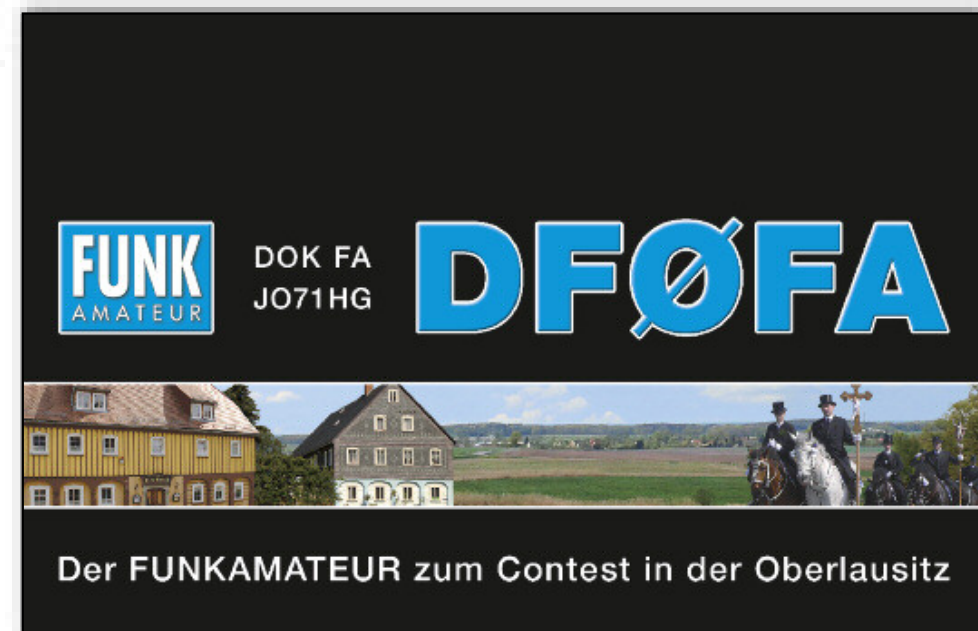 FUNK
AMATEUR
DOK FA
JO71HG
DFØFA
Der FUNKAMATEUR zum Contest in der Oberlausitz